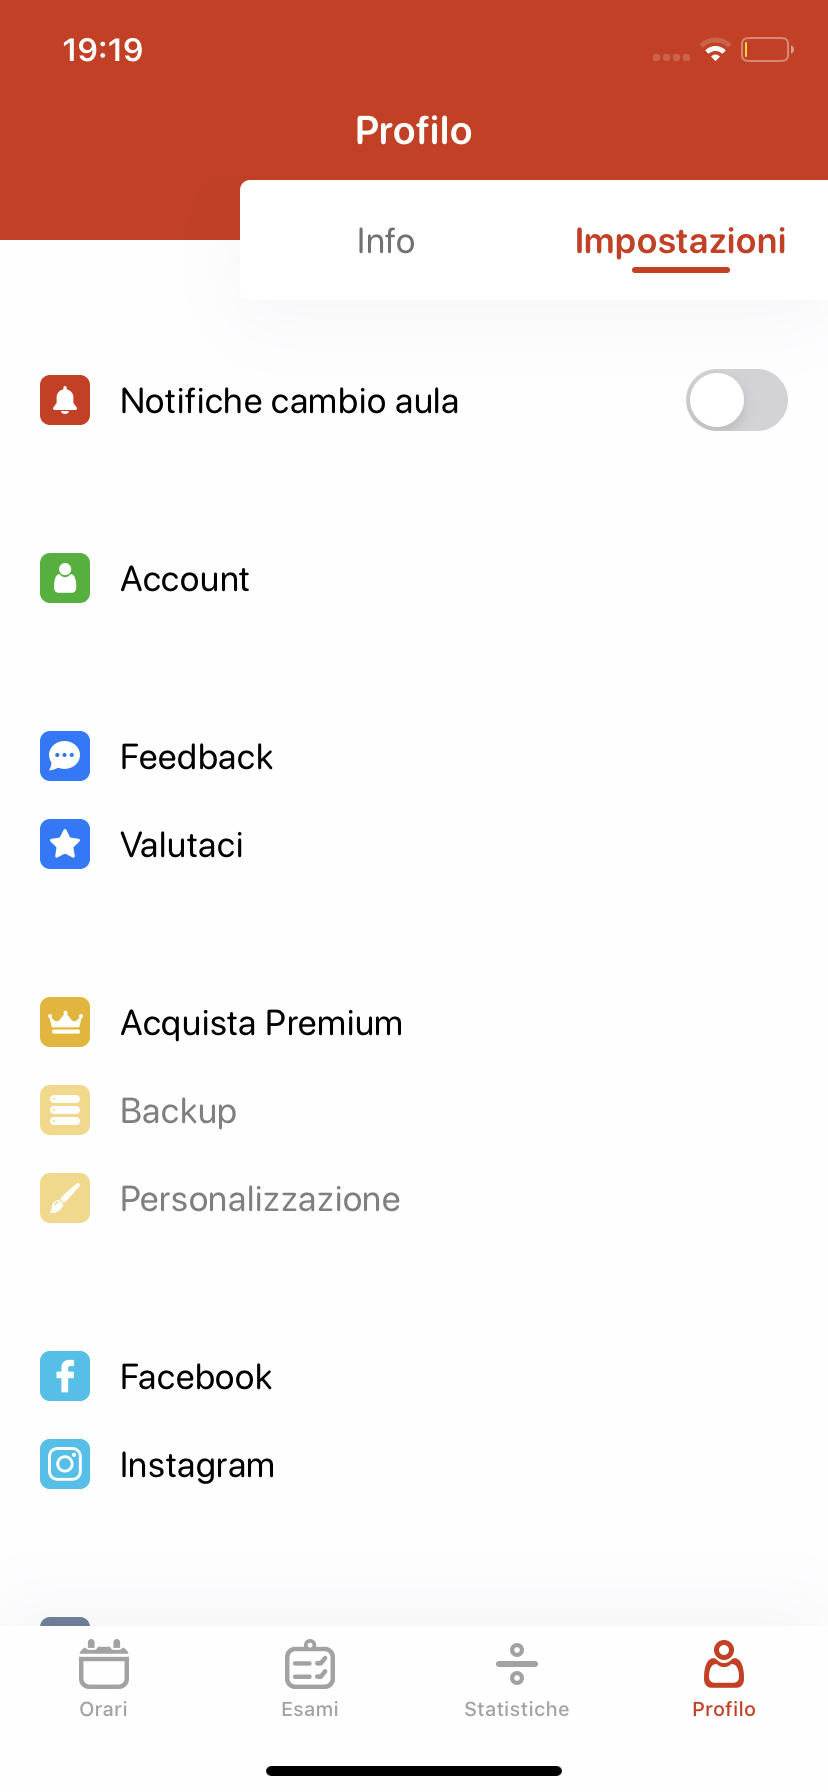 19:19
Profilo
Info
Impostazioni
Notifiche cambio aula
Account
Feedback
Valutaci
Acquista Premium
Backup
Personalizzazione
Facebook
Instagram
Orari
Esami
Statistiche
Profilo